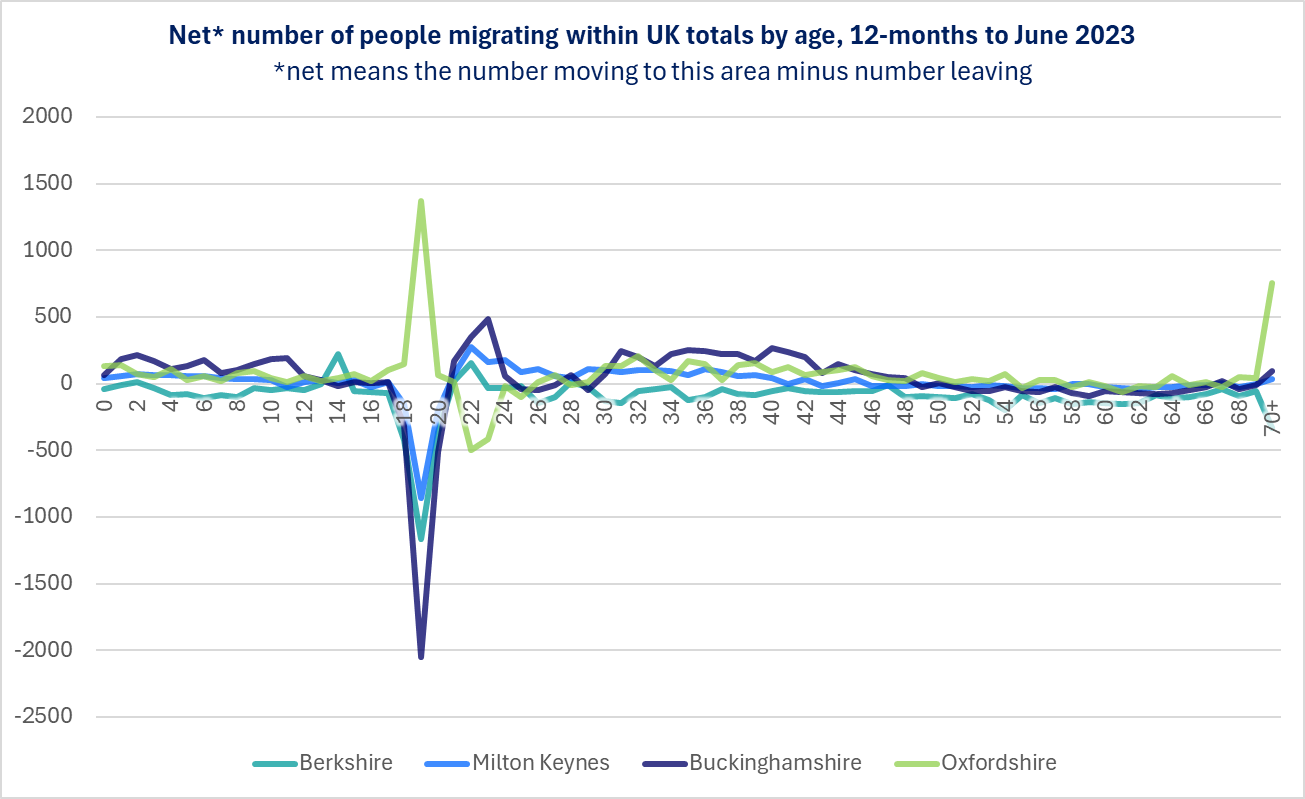 Net* number of people migrating within UK totals by age, 12-months to June 2023
*net means the number moving to this area minus number leaving
2000
1500
1000
500
0
-500
-1000
-1500
-2000
-2500
0 2 4 6 8 10 12 14 16 18 20 22 24 26 28 30 32 34 36 38 40 42 44 46 48 50 52 54 56 58 60 62 64 66 68 70+
Berkshire Milton Keynes Buckinghamshire Oxfordshire